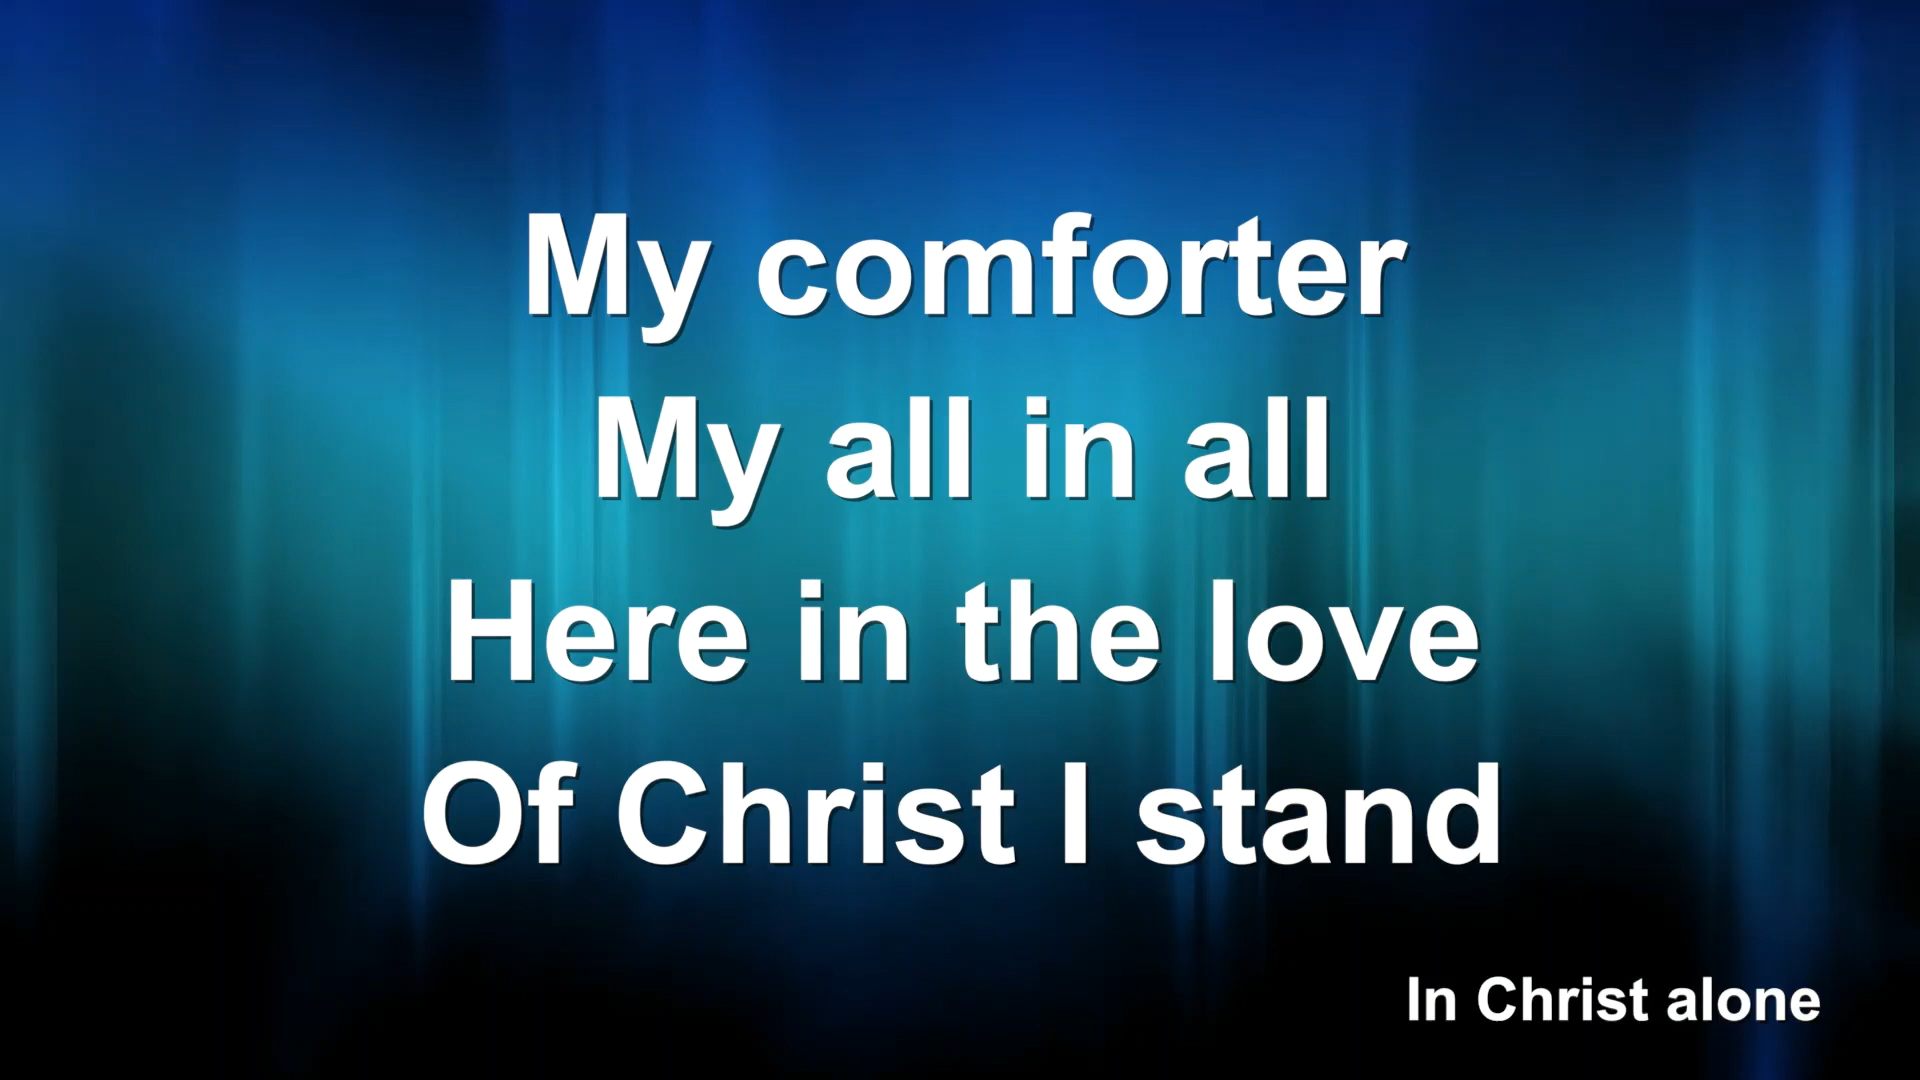 My comforter
My all in all
Here in the love
Of Christ I stand
In Christ alone